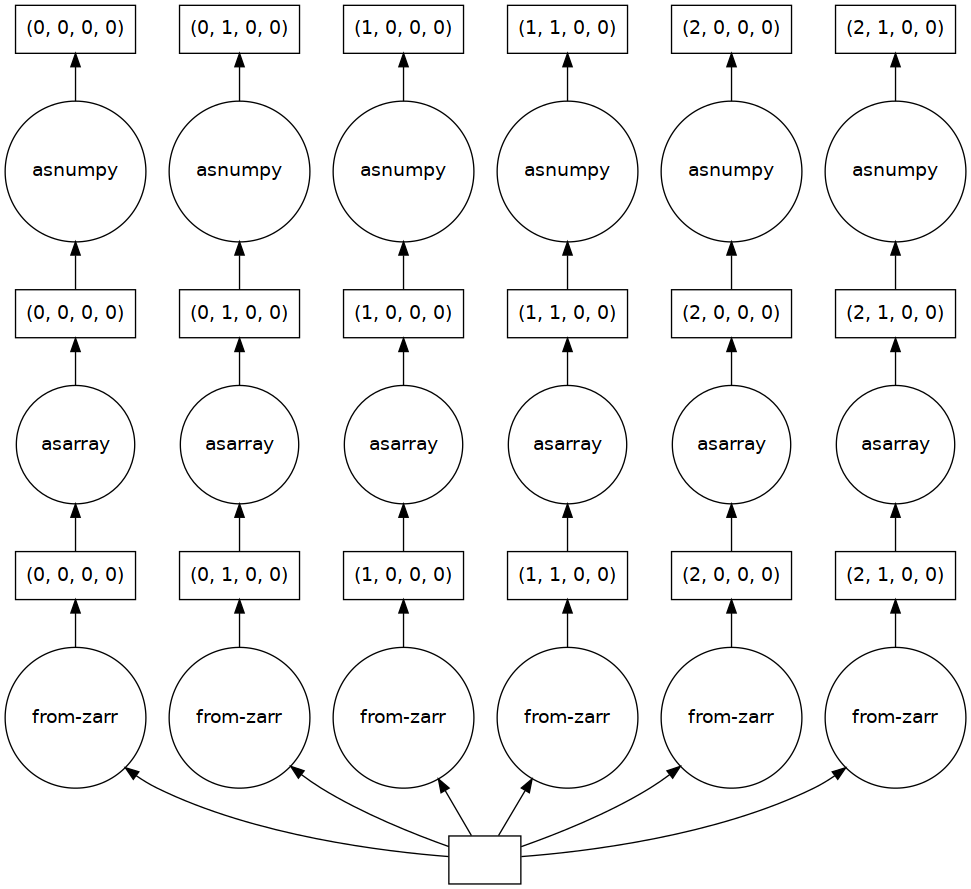 (0, 0, 0, 0) (0, 1, 0, 0) (1, 0, 0, 0) (1, 1, 0, 0) (2, 0, 0, 0) (2, 1, 0, 0)
asnumpy asnumpy asnumpy asnumpy asnumpy asnumpy
(0, 0, 0, 0) (0, 1, 0, 0) (1, 0, 0, 0) (1, 1, 0, 0) (2, 0, 0, 0) (2, 1, 0, 0)
asarray asarray asarray asarray asarray asarray
(0, 0, 0, 0) (0, 1, 0, 0) (1, 0, 0, 0) (1, 1, 0, 0) (2, 0, 0, 0) (2, 1, 0, 0)
from-zarr from-zarr from-zarr from-zarr from-zarr from-zarr